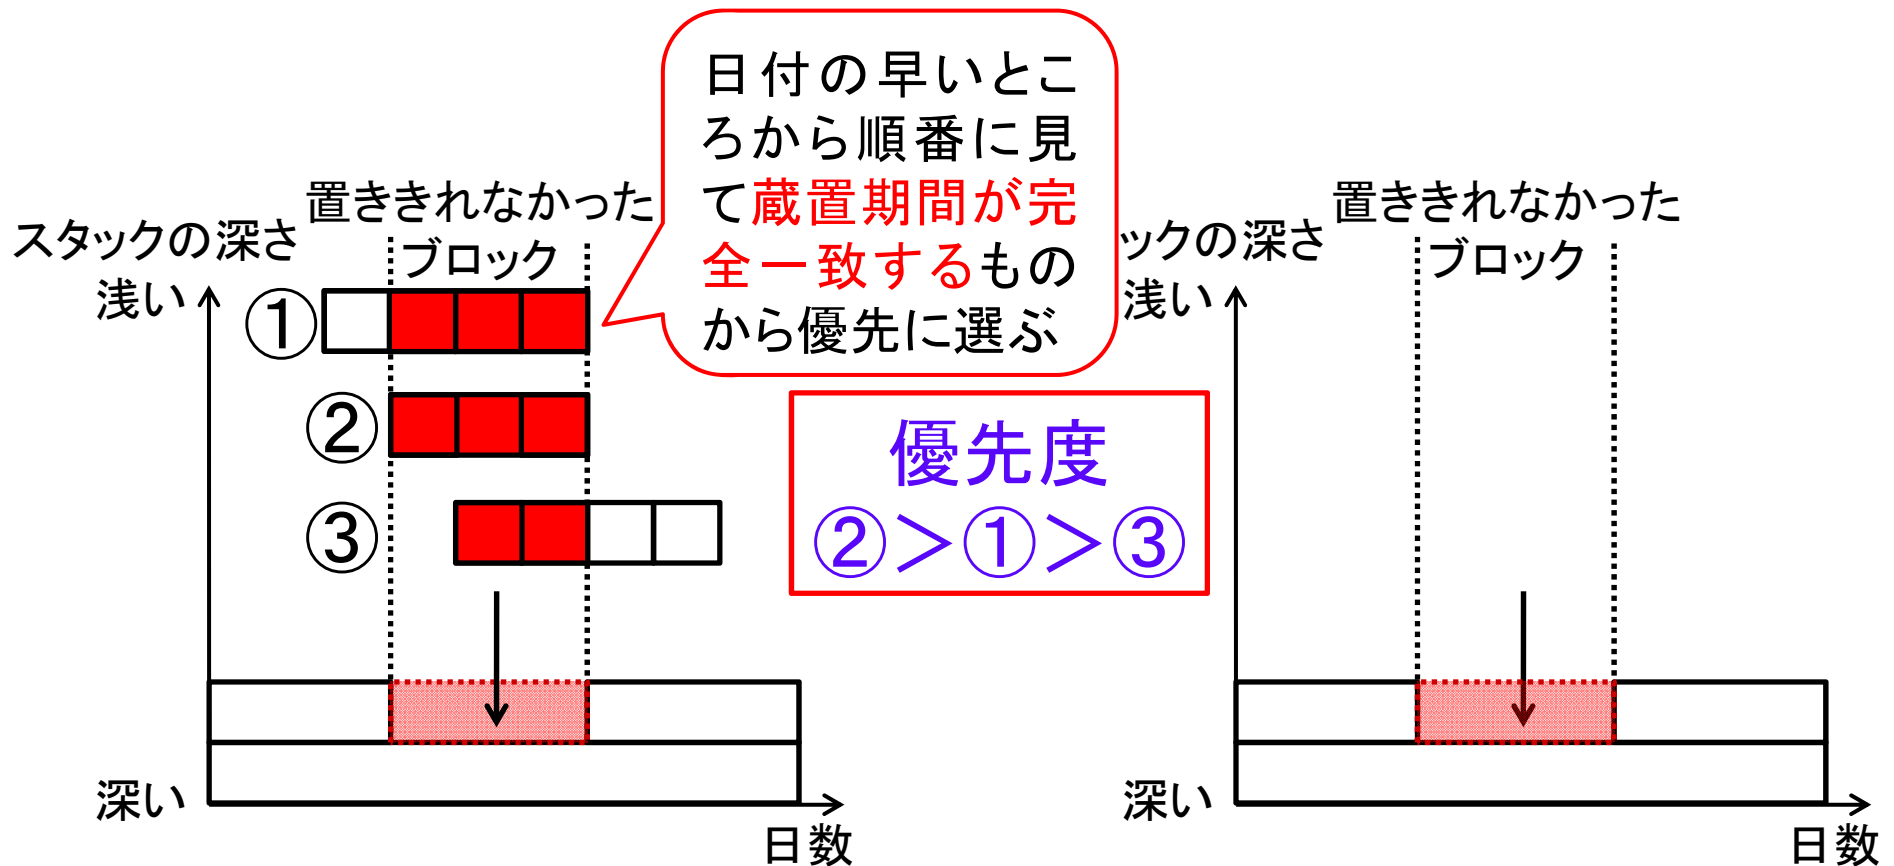 日付の早いとこ
ろから順番に見
て蔵置期間が完
全一致するもの
から優先に選ぶ
置ききれなかった
ブロック
スタックの深さ
浅い
①
②
③
深い
日数
優先度
②＞①＞③
置ききれなかった
ブロック
ックの深さ
浅い
深い
日数